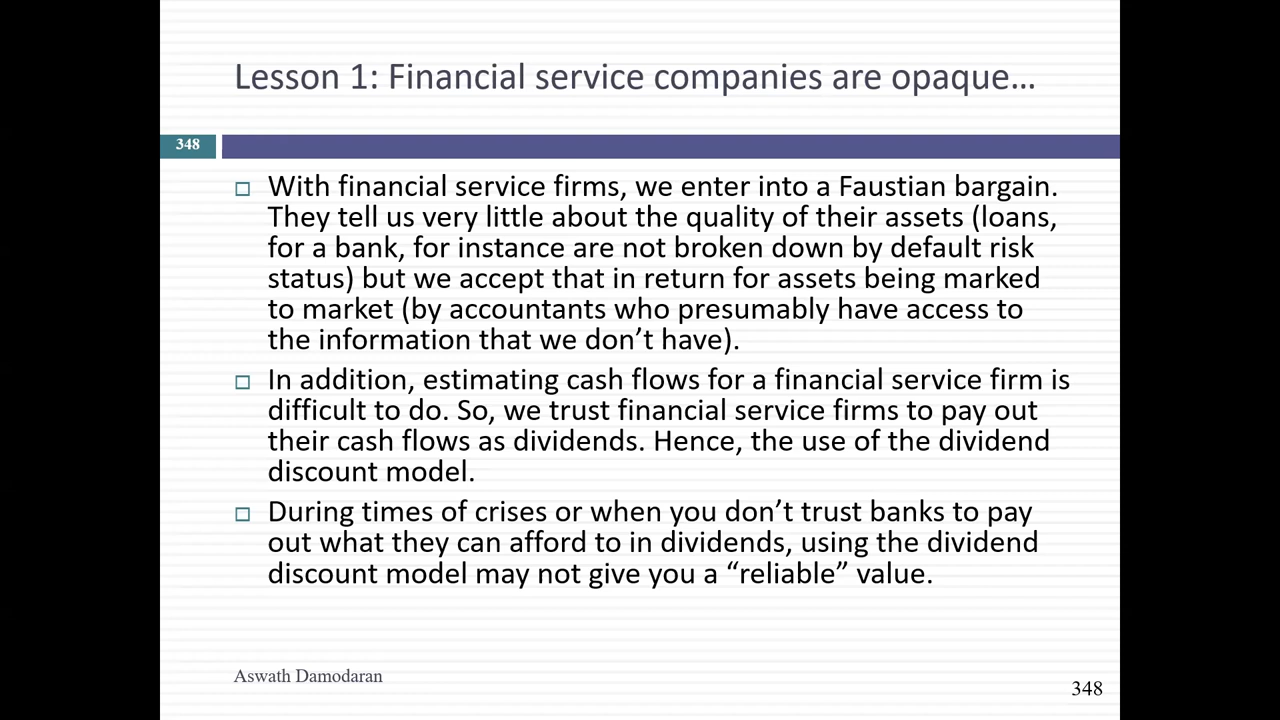 Lesson 1: Financial service companies are opaque…
348
With financial service firms, we enter into a Faustian bargain.
They tell us very little about the quality of their assets (loans,
for a bank, for instance are not broken down by default risk
status) but we accept that in return for assets being marked
to market (by accountants who presumably have access to
the information that we don’t have).
In addition, estimating cash flows for a financial service firm is
difficult to do. So, we trust financial service firms to pay out
their cash flows as dividends. Hence, the use of the dividend
discount model.
During times of crises or when you don’t trust banks to pay
out what they can afford to in dividends, using the dividend
discount model may not give you a “reliable” value.
Aswath Damodaran
348